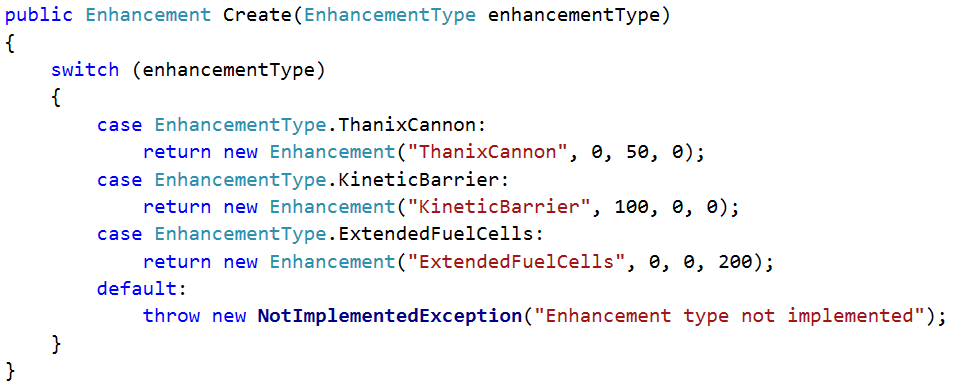 public Enhancement Create(EnhancementType enhancementType)
{
    switch (enhancementType)
    {
        case EnhancementType.ThanixCannon:
            return new Enhancement("ThanixCannon", 0, 50, 0);
        case EnhancementType.KineticBarrier:
            return new Enhancement("KineticBarrier", 100, 0, 0);
        case EnhancementType.ExtendedFuelCells:
            return new Enhancement("ExtendedFuelCells", 0, 0, 200);
        default:
            throw new NotImplementedException("Enhancement type not implemented");
    }
}